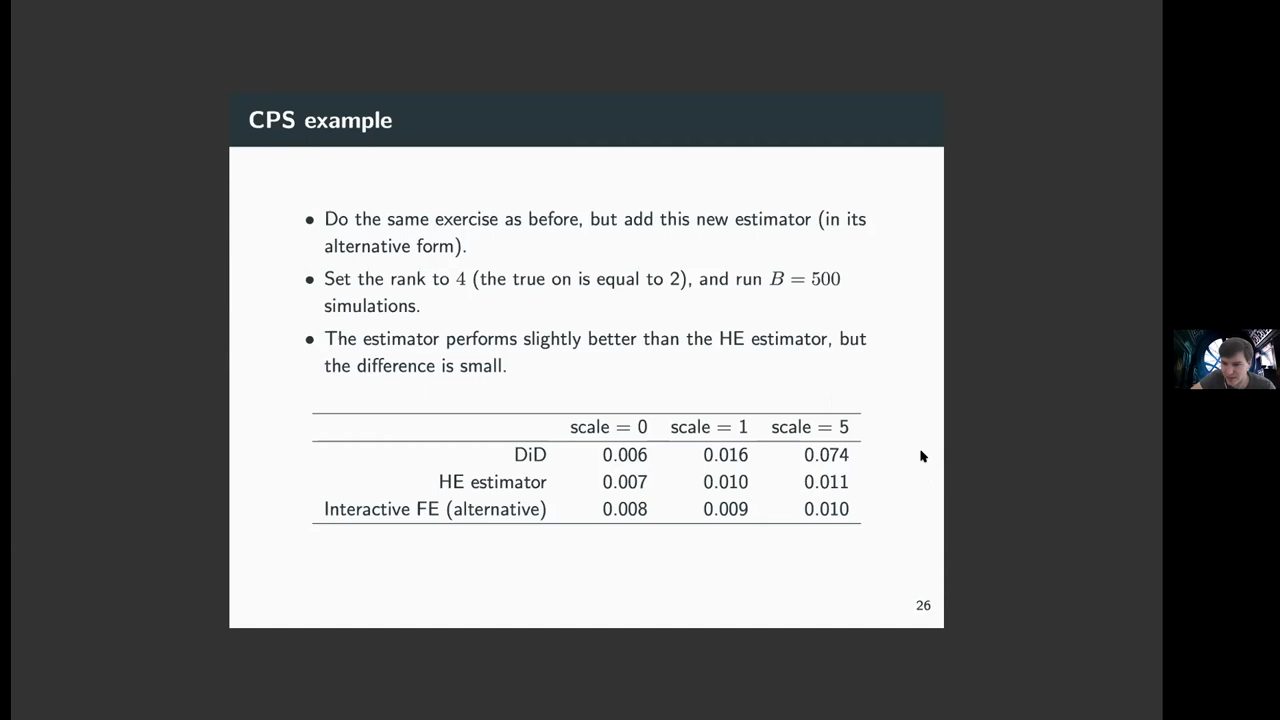 CPS example
• Do the same exercise as before, but add this new estimator (in its
alternative form).
• Set the rank to 4 (the true on is equal to 2), and run B = 500
simulations.
• The estimator performs slightly better than the HE estimator, but
the difference is small.
scale = 0 scale = 1 scale = 5
DiD 0.006 0.016 0.074
HE estimator 0.007 0.010 0.011
Interactive FE (alternative) 0.008 0.009 0.010
26